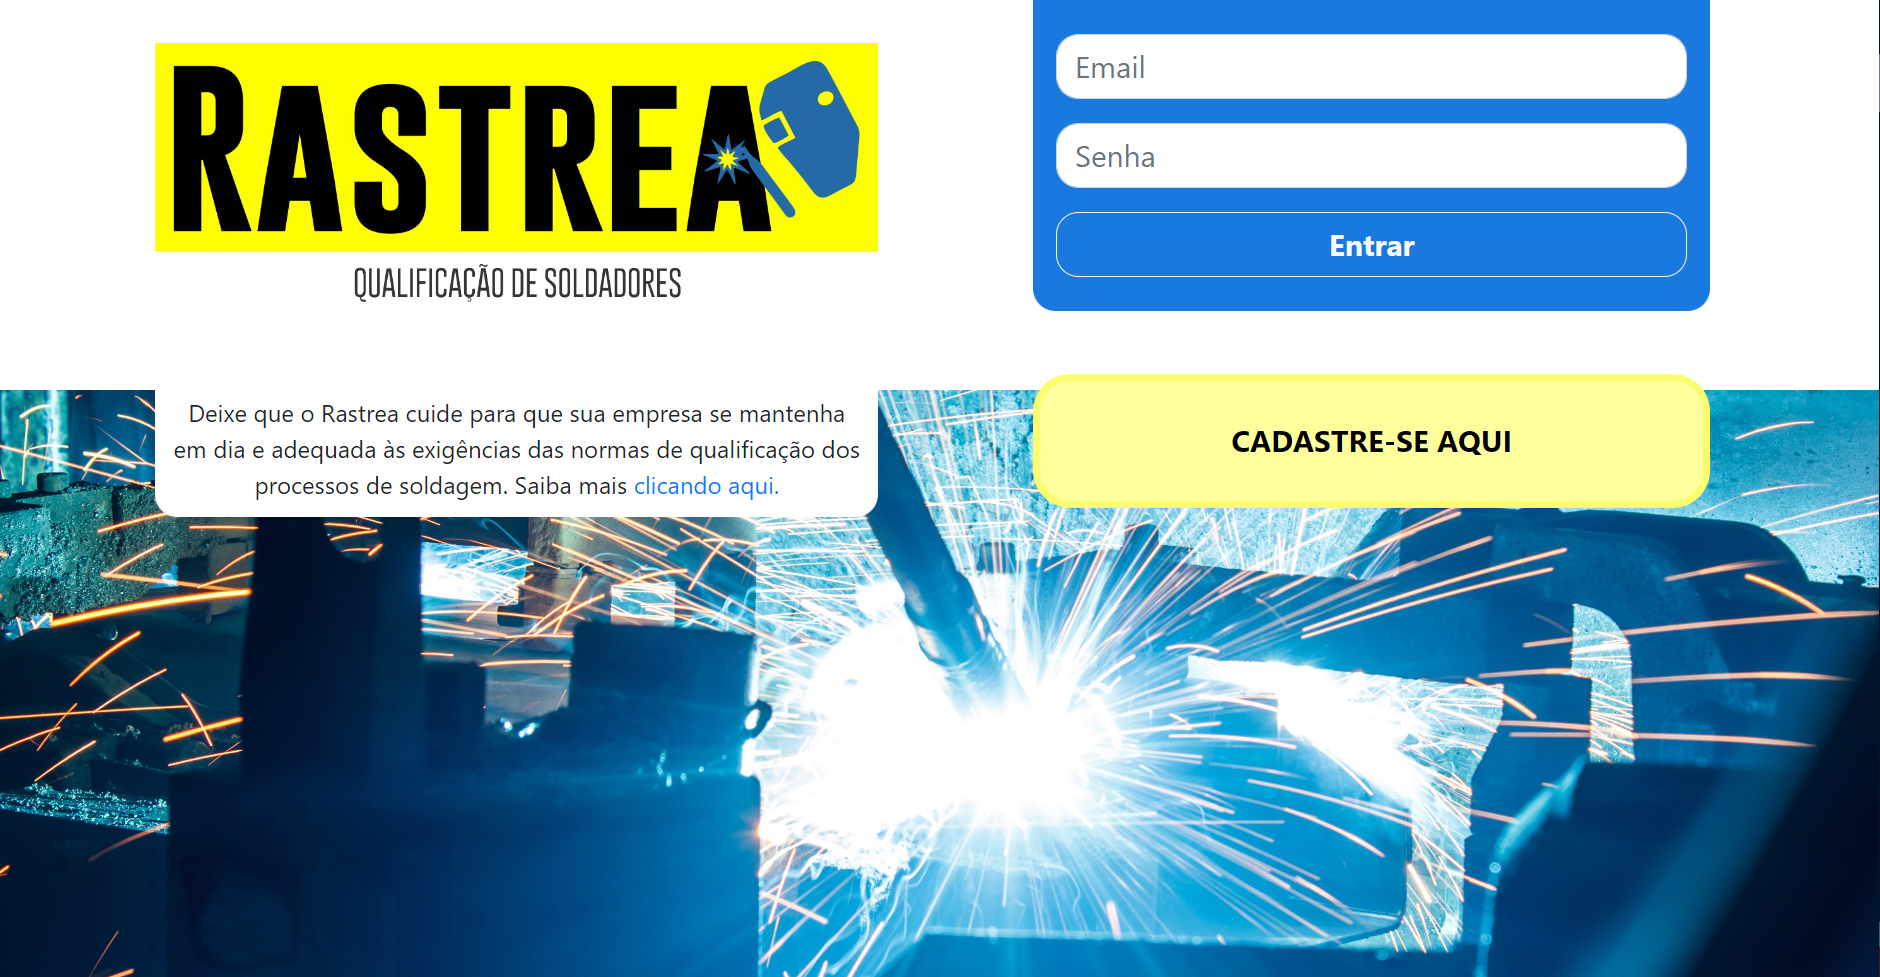 RASTREA
QUALIFICAÇÃO DE SOLDADORES
Deixe que o Rastrea cuide para que sua empresa se mantenha
em dia e adequada às exigências das normas de qualificação dos
processos de soldagem. Saiba mais clicando aqui.
Email
Senha
Entrar
CADASTRE-SE AQUI